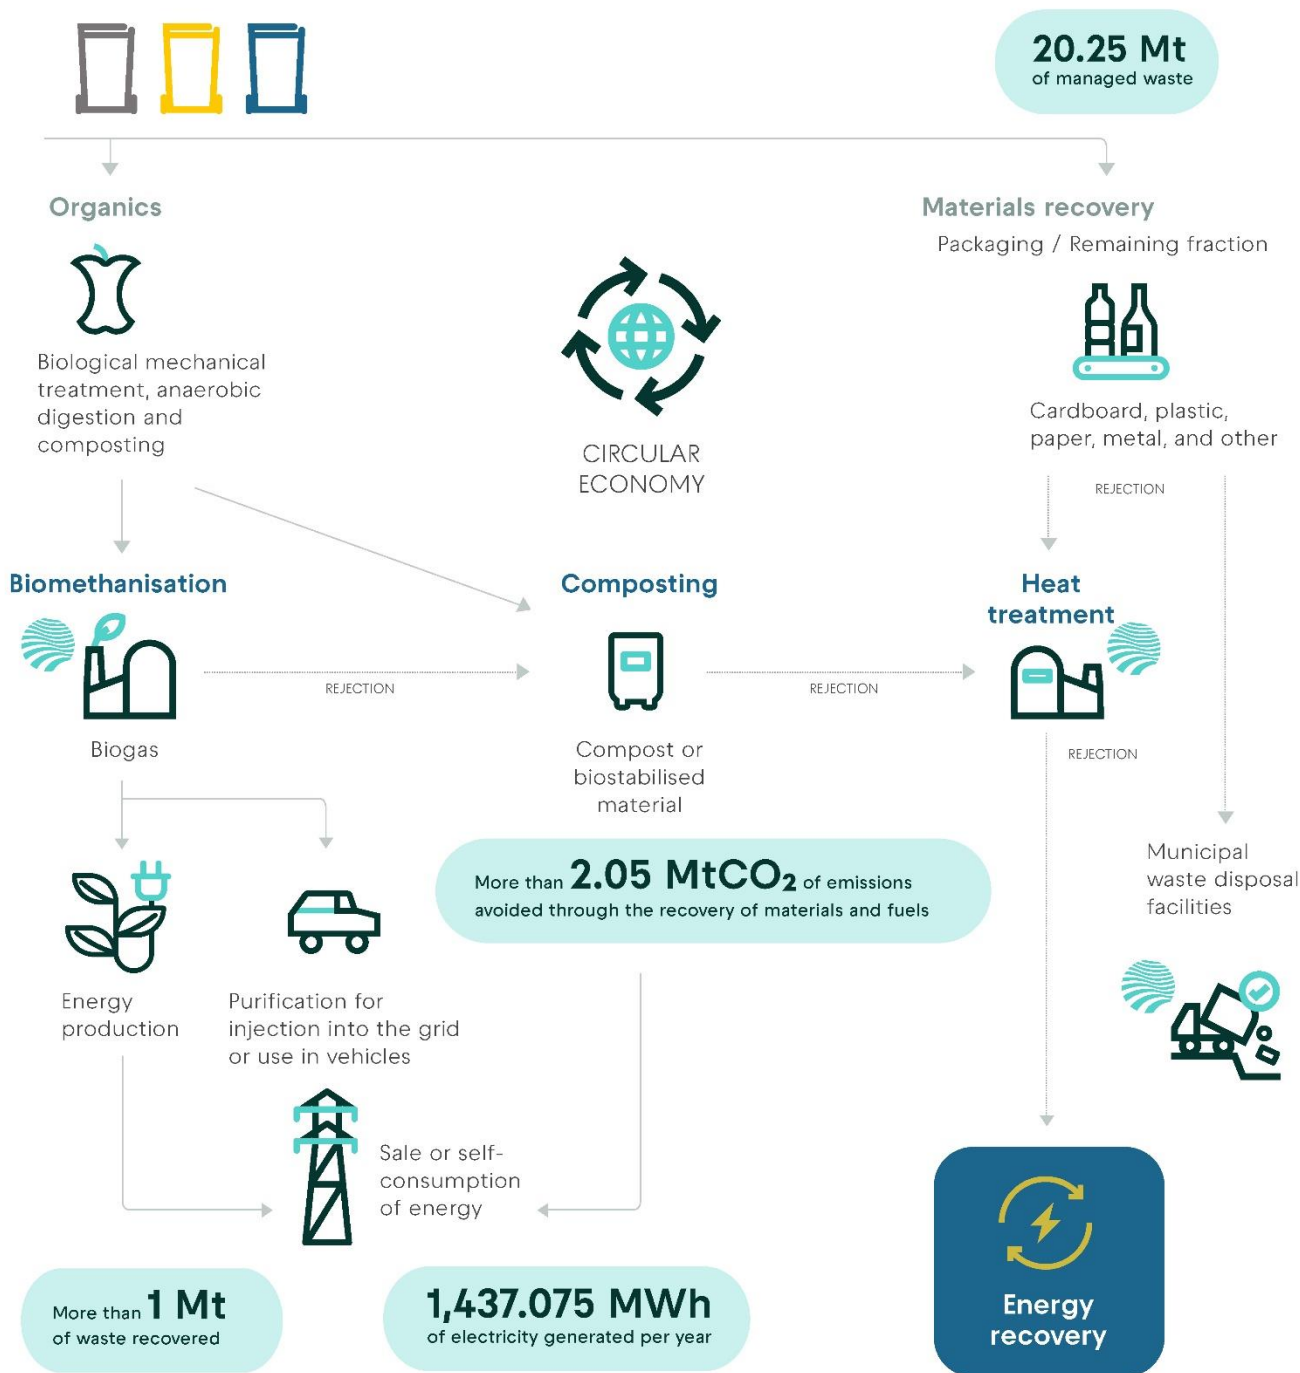 20.25 Mt
of managed waste
Organics
Materials recovery
Packaging / Remaining fraction
Biological mechanical
treatment, anaerobic
digestion and
composting
CIRCULAR
ECONOMY
Cardboard, plastic,
paper, metal, and other
REJECTION
Biomethanisation
Composting
Heat
treatment
REJECTION
REJECTION
Biogas
Compost or
biostabilised
material
REJECTION
More than 2.05 MtCO₂ of emissions
avoided through the recovery of materials and fuels
Municipal
waste disposal
facilities
Energy
production
Purification for
injection into the grid
or use in vehicles
Sale or self-
consumption
of energy
More than 1 Mt
of waste recovered
1,437.075 MWh
of electricity generated per year
Energy
recovery